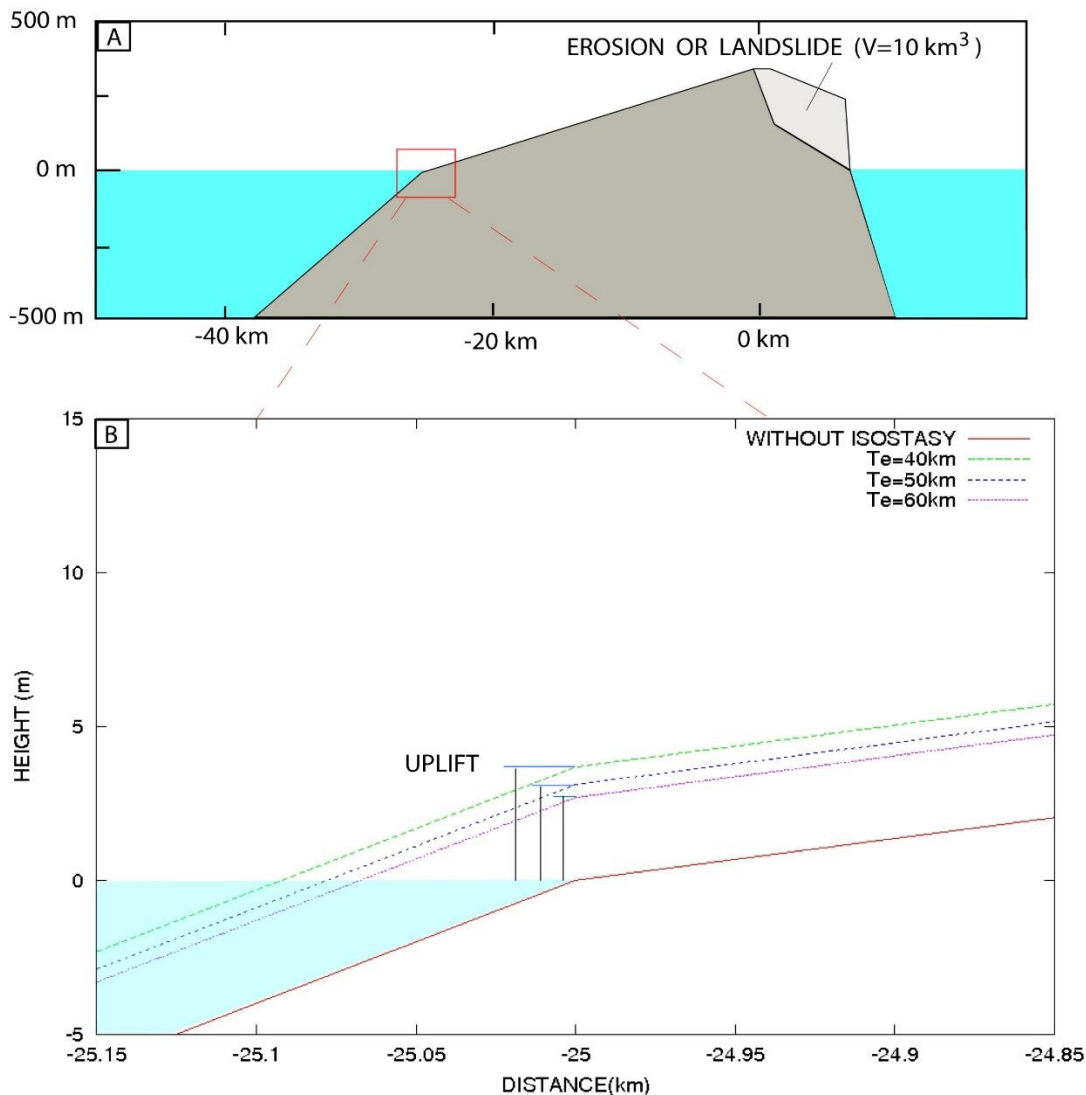 500 m
A
EROSION OR LANDSLIDE (V=10 km³)
0 m
-500 m
-40 km
-20 km
0 km
15
B
WITHOUT ISOSTASY
Te=40km
Te=50km
Te=60km
10
HEIGHT (m)
5
UPLIFT
0
-5
-25.15
-25.1
-25.05
-25
-24.95
-24.9
-24.85
DISTANCE(km)